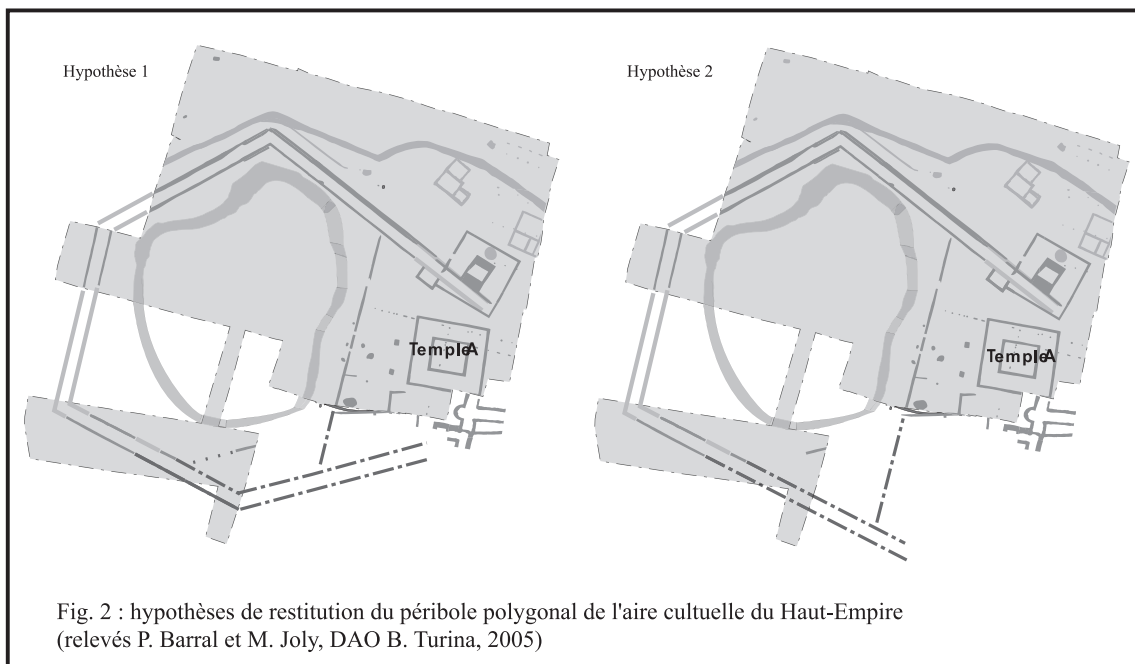 Hypothèse 1
Hypothèse 2
TempleA
TempleA
Fig. 2 : hypothèses de restitution du péribole polygonal de l'aire cultuelle du Haut-Empire
(relevés P. Barral et M. Joly, DAO B. Turina, 2005)